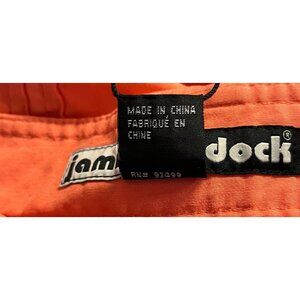 MADE IN CHINA
FABRIQUÉ EN
CHINE
jam
dock
RN# 93499